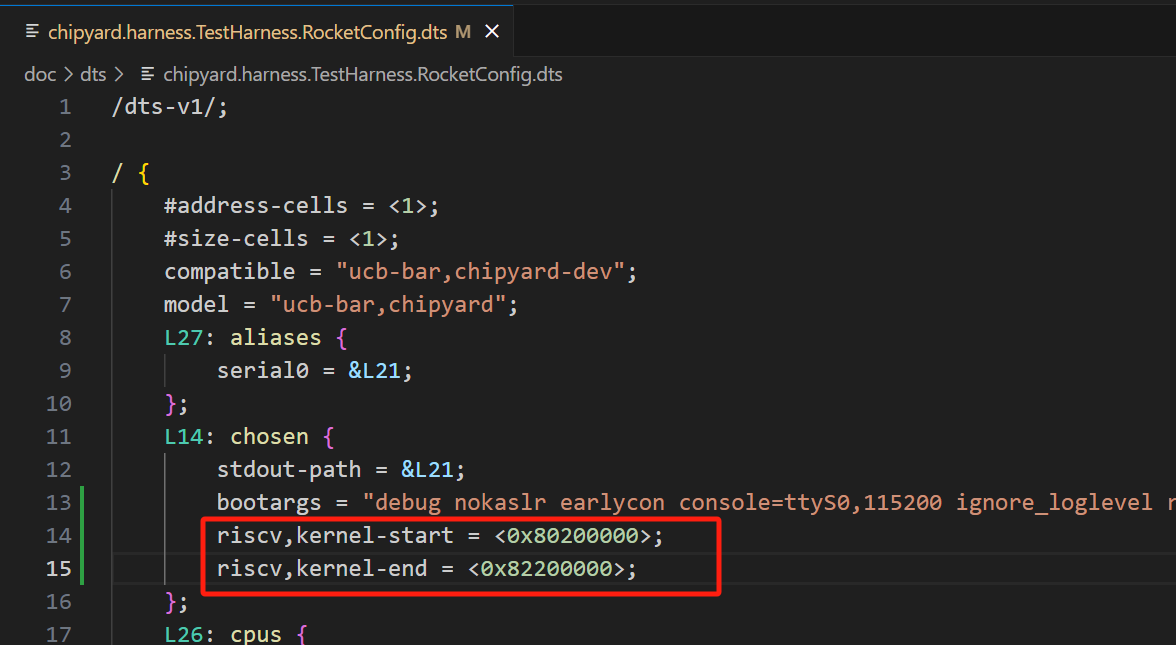 chipyard.harness.TestHarness.RocketConfig.dts M
doc > dts > chipyard.harness.TestHarness.RocketConfig.dts
1 /dts-v1/;
2
3 / {
4 #address-cells = <1>;
5 #size-cells = <1>;
6 compatible = "ucb-bar,chipyard-dev";
7 model = "ucb-bar,chipyard";
8 L27: aliases {
9 serial0 = &L21;
10 };
11 L14: chosen {
12 stdout-path = &L21;
13 bootargs = "debug nokaslr earlycon console=ttyS0,115200 ignore_loglevel r
14 riscv,kernel-start = <0x80200000>;
15 riscv,kernel-end = <0x82200000>;
16 };
17 L26: cpus {